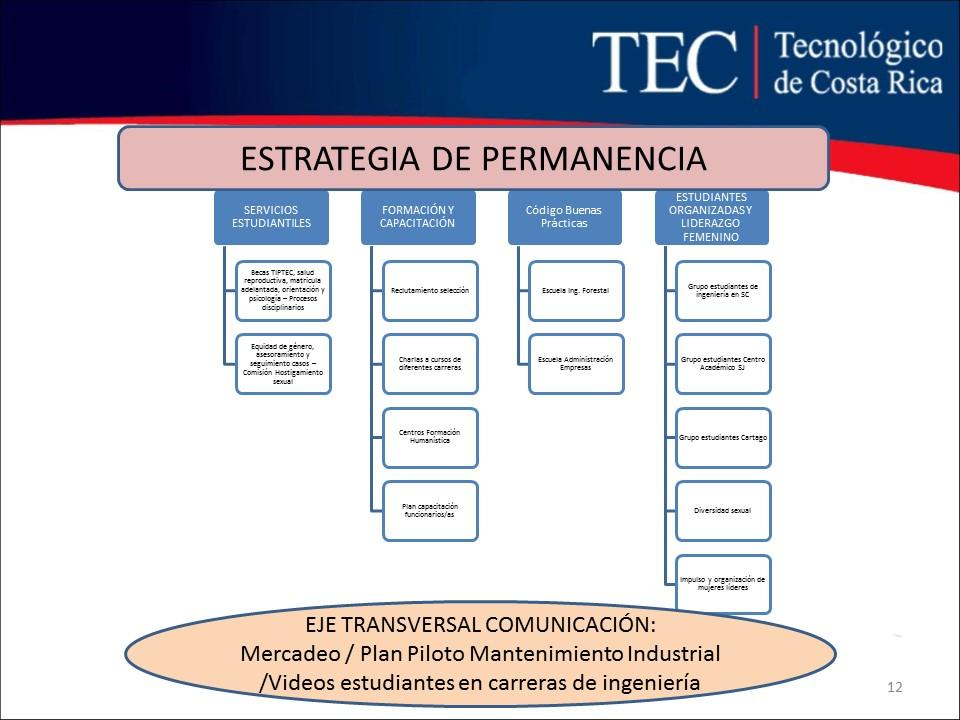 TEC
Tecnológico
de Costa Rica
ESTRATEGIA DE PERMANENCIA
SERVICIOS
ESTUDIANTILES
Becas TIPTEC, salud
reproductiva, matrícula
adelantada, orientación y
psicología – Procesos
disciplinarios
Equidad de género,
asesoramiento y
seguimiento casos –
Comisión Hostigamiento
sexual
FORMACIÓN Y
CAPACITACIÓN
Reclutamiento selección
Charlas a cursos de
diferentes carreras
Centros Formación
Humanística
Plan capacitación
funcionarios/as
Código Buenas
Prácticas
Escuela Ing. Forestal
Escuela Administración
Empresas
ESTUDIANTES
ORGANIZADAS Y
LIDERAZGO
FEMENINO
Grupo estudiantes de
ingeniería en SC
Grupo estudiantes Centro
Académico SJ
Grupo estudiantes Cartago
Diversidad sexual
Impulso y organización de
mujeres líderes
EJE TRANSVERSAL COMUNICACIÓN:
Mercadeo / Plan Piloto Mantenimiento Industrial
/Videos estudiantes en carreras de ingeniería
12